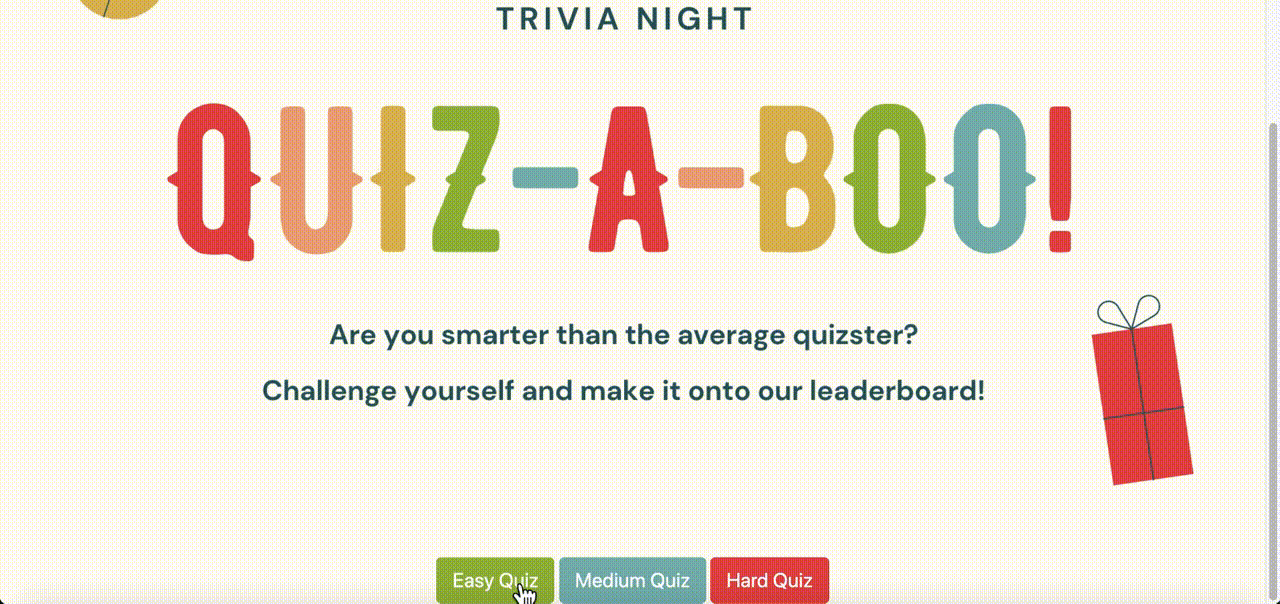 TRIVIA NIGHT
QUIZ-A-BOO!
Are you smarter than the average quizster?
Challenge yourself and make it onto our leaderboard!
Easy Quiz Medium Quiz Hard Quiz